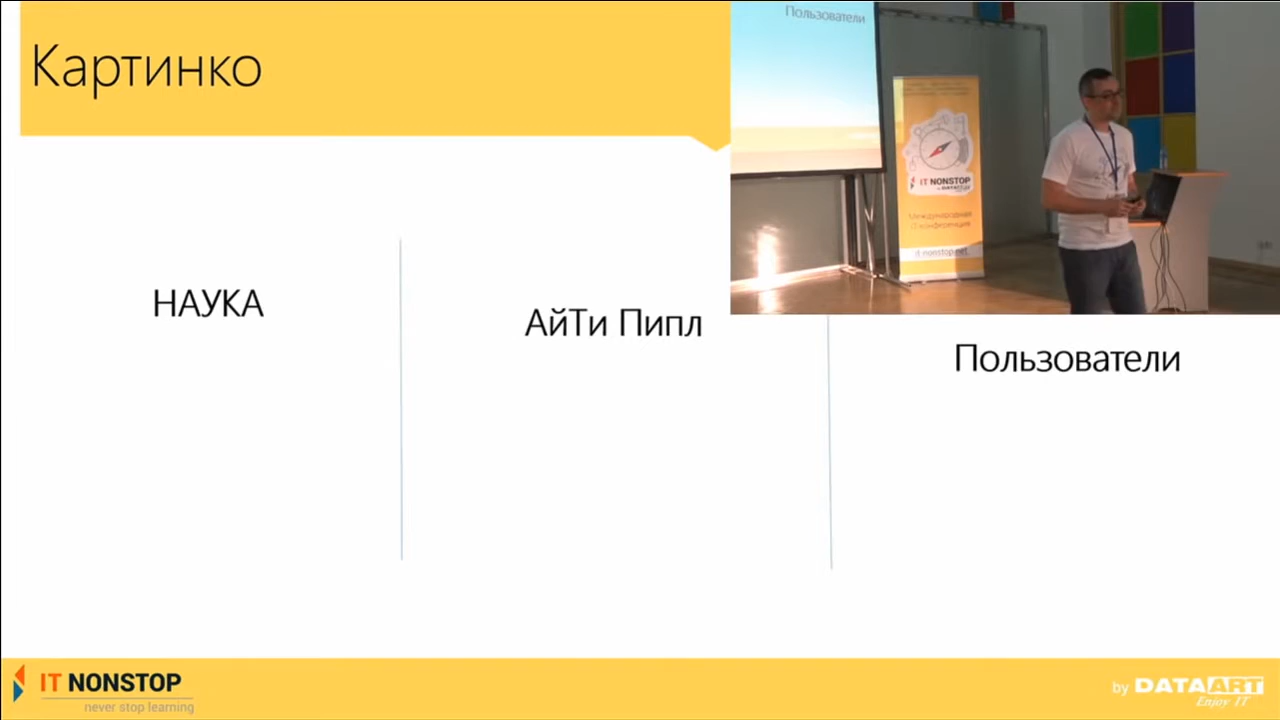 Картинко
Пользователи
IT NONSTOP
Международная
IT-конференция
it-nonstop.net
НАУКА
АйТи Пипл
Пользователи
IT NONSTOP
never stop learning
by DATAART
Enjoy IT